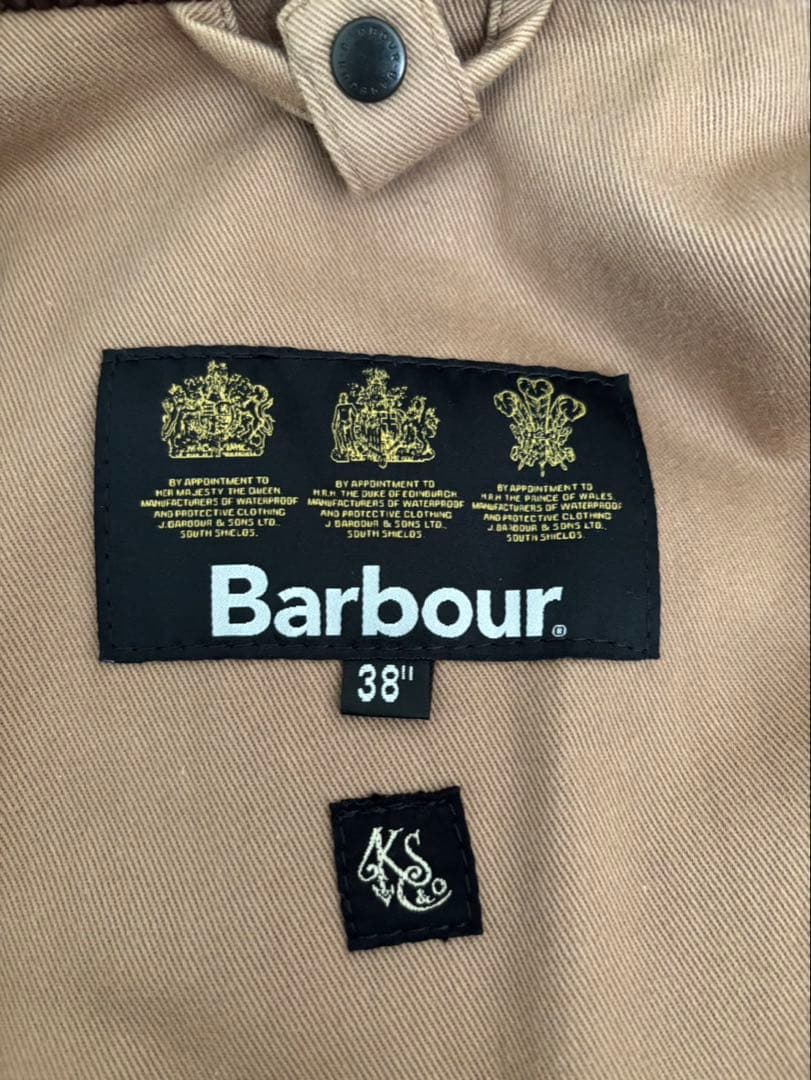 BARBOUR
BY APPOINTMENT TO
HER MAJESTY THE QUEEN
MANUFACTURERS OF WATERPROOF
AND PROTECTIVE CLOTHING
J.BARBOUR & SONS LTD.
SOUTH SHIELDS.
BY APPOINTMENT TO
H.R.H. THE DUKE OF EDINBURGH
MANUFACTURERS OF WATERPROOF
AND PROTECTIVE CLOTHING
J.BARBOUR & SONS LTD.
SOUTH SHIELDS
BY APPOINTMENT TO
H.R.H THE PRINCE OF WALES
MANUFACTURERS OF WATERPROOF
AND PROTECTIVE CLOTHING
J.BARBOUR & SONS LTD.
SOUTH SHIELDS.
Barbour®
38"
KS
&Co